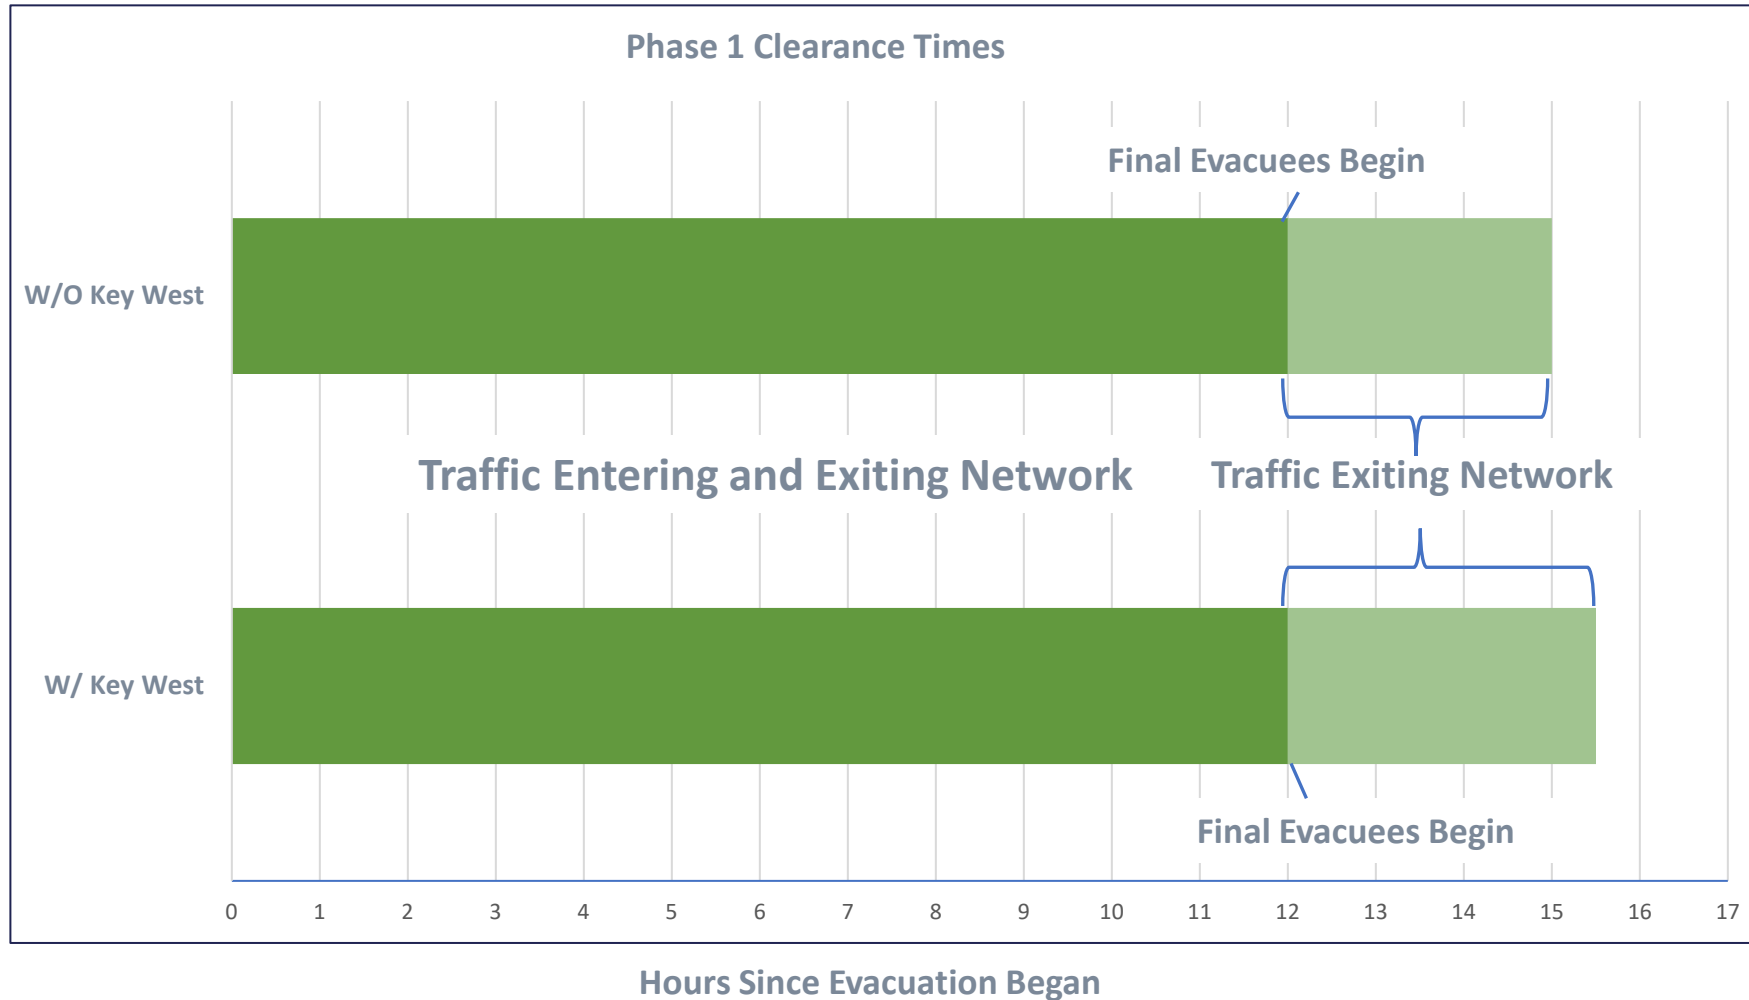 Phase 1 Clearance Times
Final Evacuees Begin
W/O Key West
Traffic Entering and Exiting Network
Traffic Exiting Network
W/ Key West
Final Evacuees Begin
0 1 2 3 4 5 6 7 8 9 10 11 12 13 14 15 16 17
Hours Since Evacuation Began